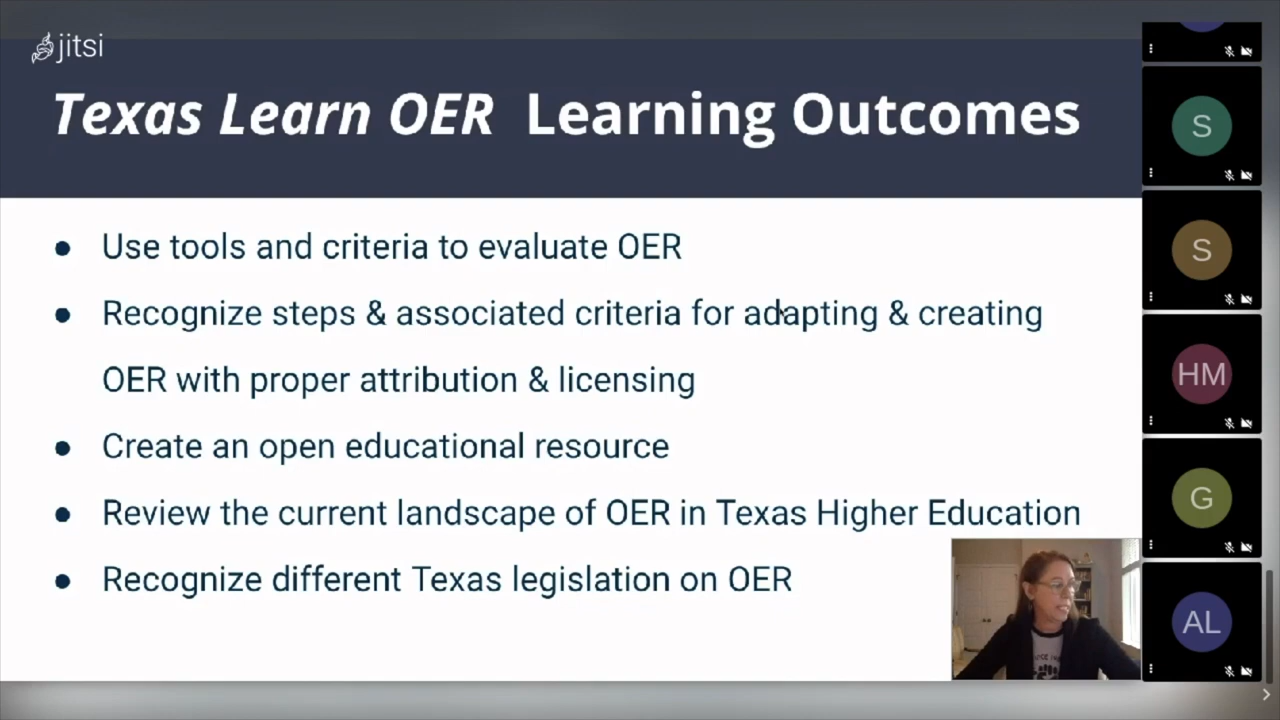 jitsi
Texas Learn OER Learning Outcomes
● Use tools and criteria to evaluate OER
● Recognize steps & associated criteria for adapting & creating
OER with proper attribution & licensing
● Create an open educational resource
● Review the current landscape of OER in Texas Higher Education
● Recognize different Texas legislation on OER
S
S
HM
G
AL